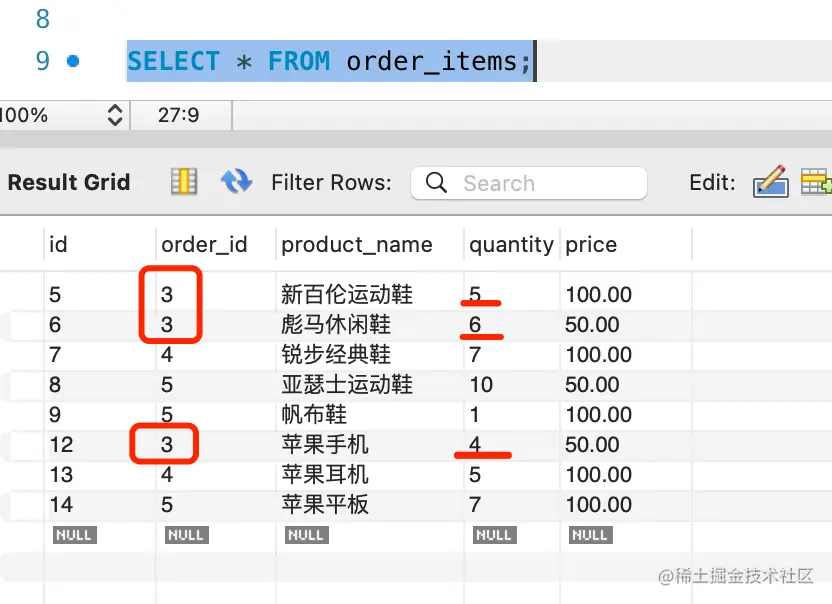 8
9 SELECT * FROM order_items;
100% 27:9
Result Grid Filter Rows: Search Edit:
id order_id product_name quantity price
5 3 新百伦运动鞋 5 100.00
6 3 彪马休闲鞋 6 50.00
7 4 锐步经典鞋 7 100.00
8 5 亚瑟士运动鞋 10 50.00
9 5 帆布鞋 1 100.00
12 3 苹果手机 4 50.00
13 4 苹果耳机 5 100.00
14 5 苹果平板 7 100.00
NULL NULL NULL NULL NULL
@稀土掘金技术社区